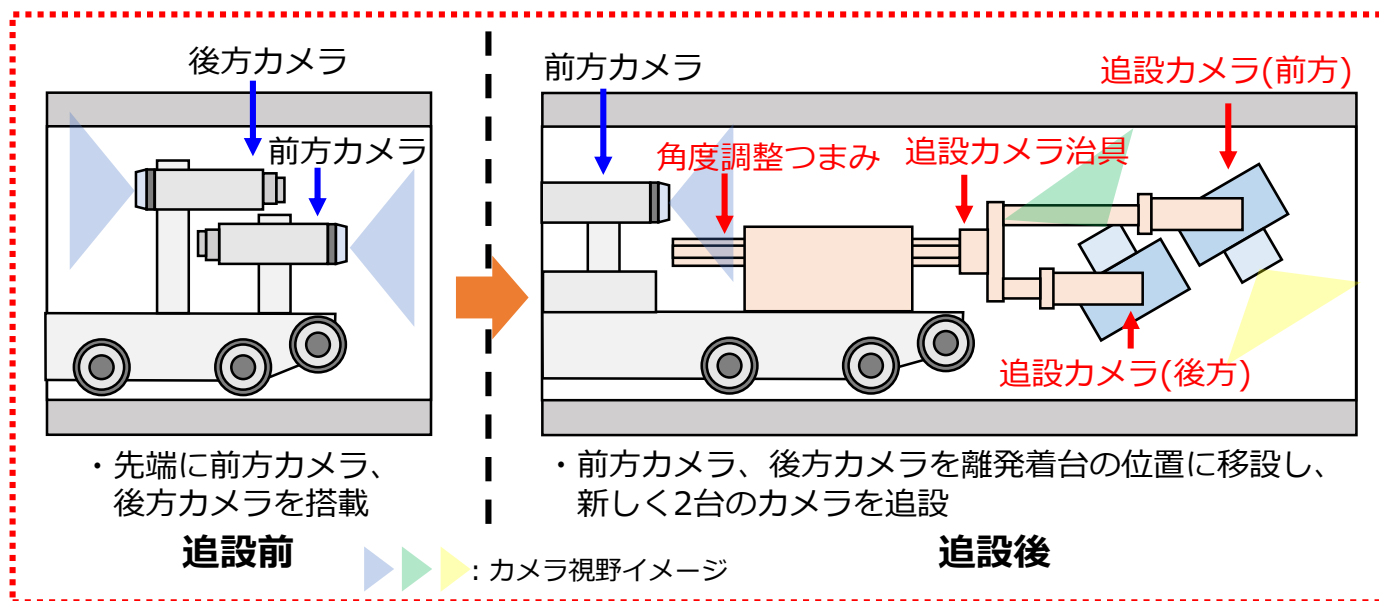 後方カメラ
前方カメラ
・先端に前方カメラ、
後方カメラを搭載
追設前
前方カメラ
追設カメラ(前方)
角度調整つまみ
追設カメラ治具
追設カメラ(後方)
・前方カメラ、後方カメラを離発着台の位置に移設し、
新しく2台のカメラを追設
追設後
: カメラ視野イメージ